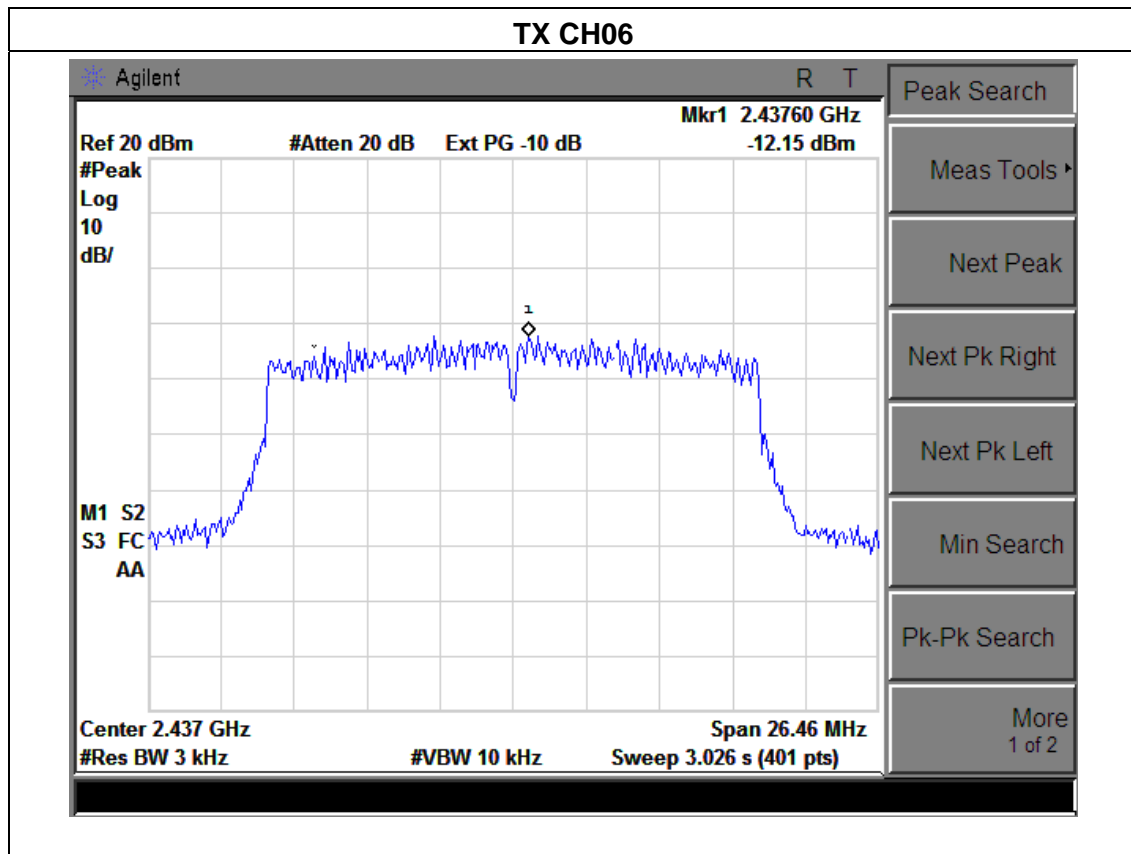 TX CH06
Agilent R T
Peak Search
Mkr1 2.43760 GHz
Ref 20 dBm #Atten 20 dB Ext PG -10 dB -12.15 dBm
#Peak
Log
10
dB/
1
M1 S2
S3 FC
AA
Center 2.437 GHz Span 26.46 MHz
#Res BW 3 kHz #VBW 10 kHz Sweep 3.026 s (401 pts)
Meas Tools
Next Peak
Next Pk Right
Next Pk Left
Min Search
Pk-Pk Search
More
1 of 2